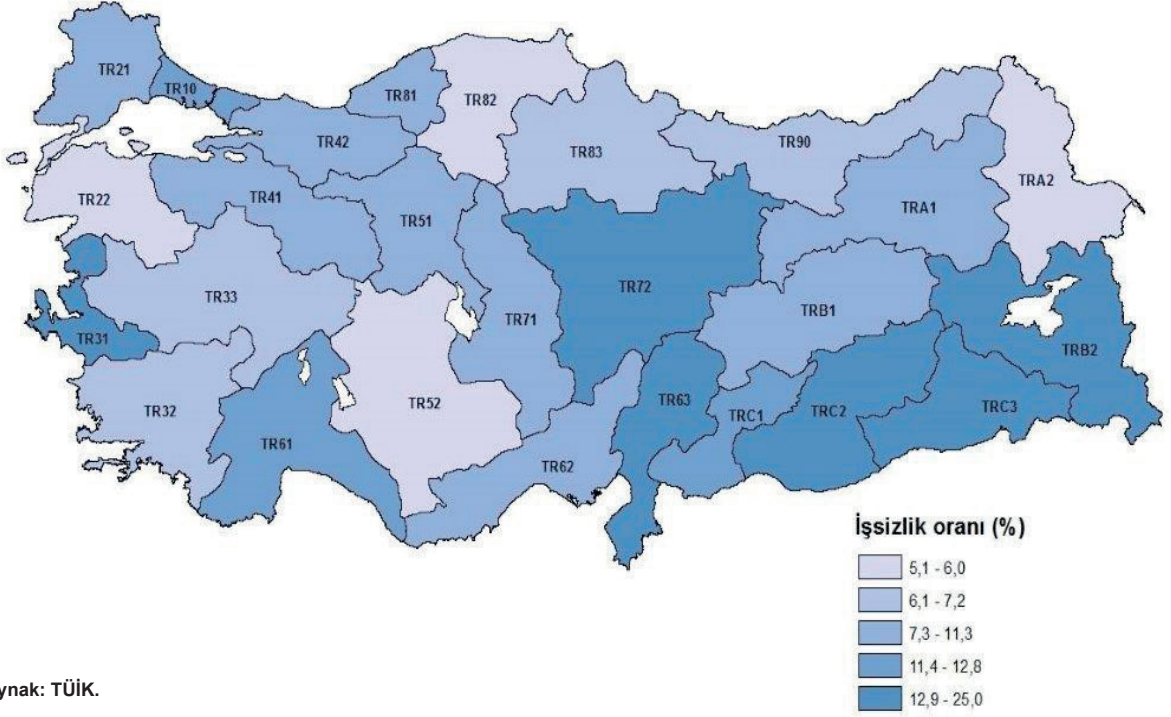 TR21
TR10
TR81
TR82
TR42
TR83
TR90
TRA2
TR22
TR41
TR51
TRA1
TR33
TR72
TR71
TRB1
TR31
TRB2
TR32
TR52
TR63
TRC1
TRC2
TRC3
TR61
TR62
İşsizlik oranı (%)
5,1 - 6,0
6,1 - 7,2
7,3 - 11,3
11,4 - 12,8
12,9 - 25,0
ynak: TÜİK.